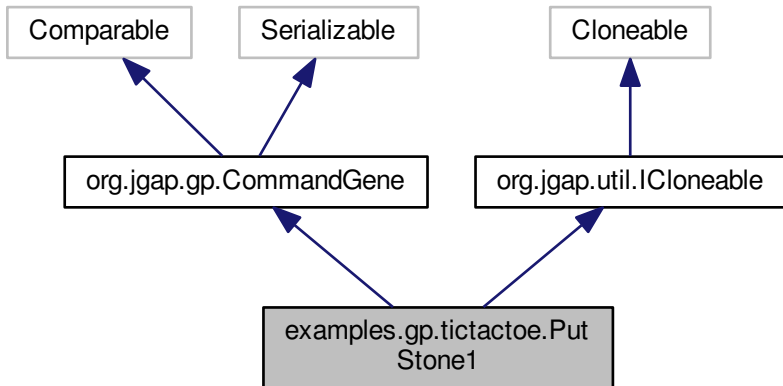 Comparable
Serializable
Cloneable
org.jgap.gp.CommandGene
org.jgap.util.ICloneable
examples.gp.tictactoe.Put
Stone1